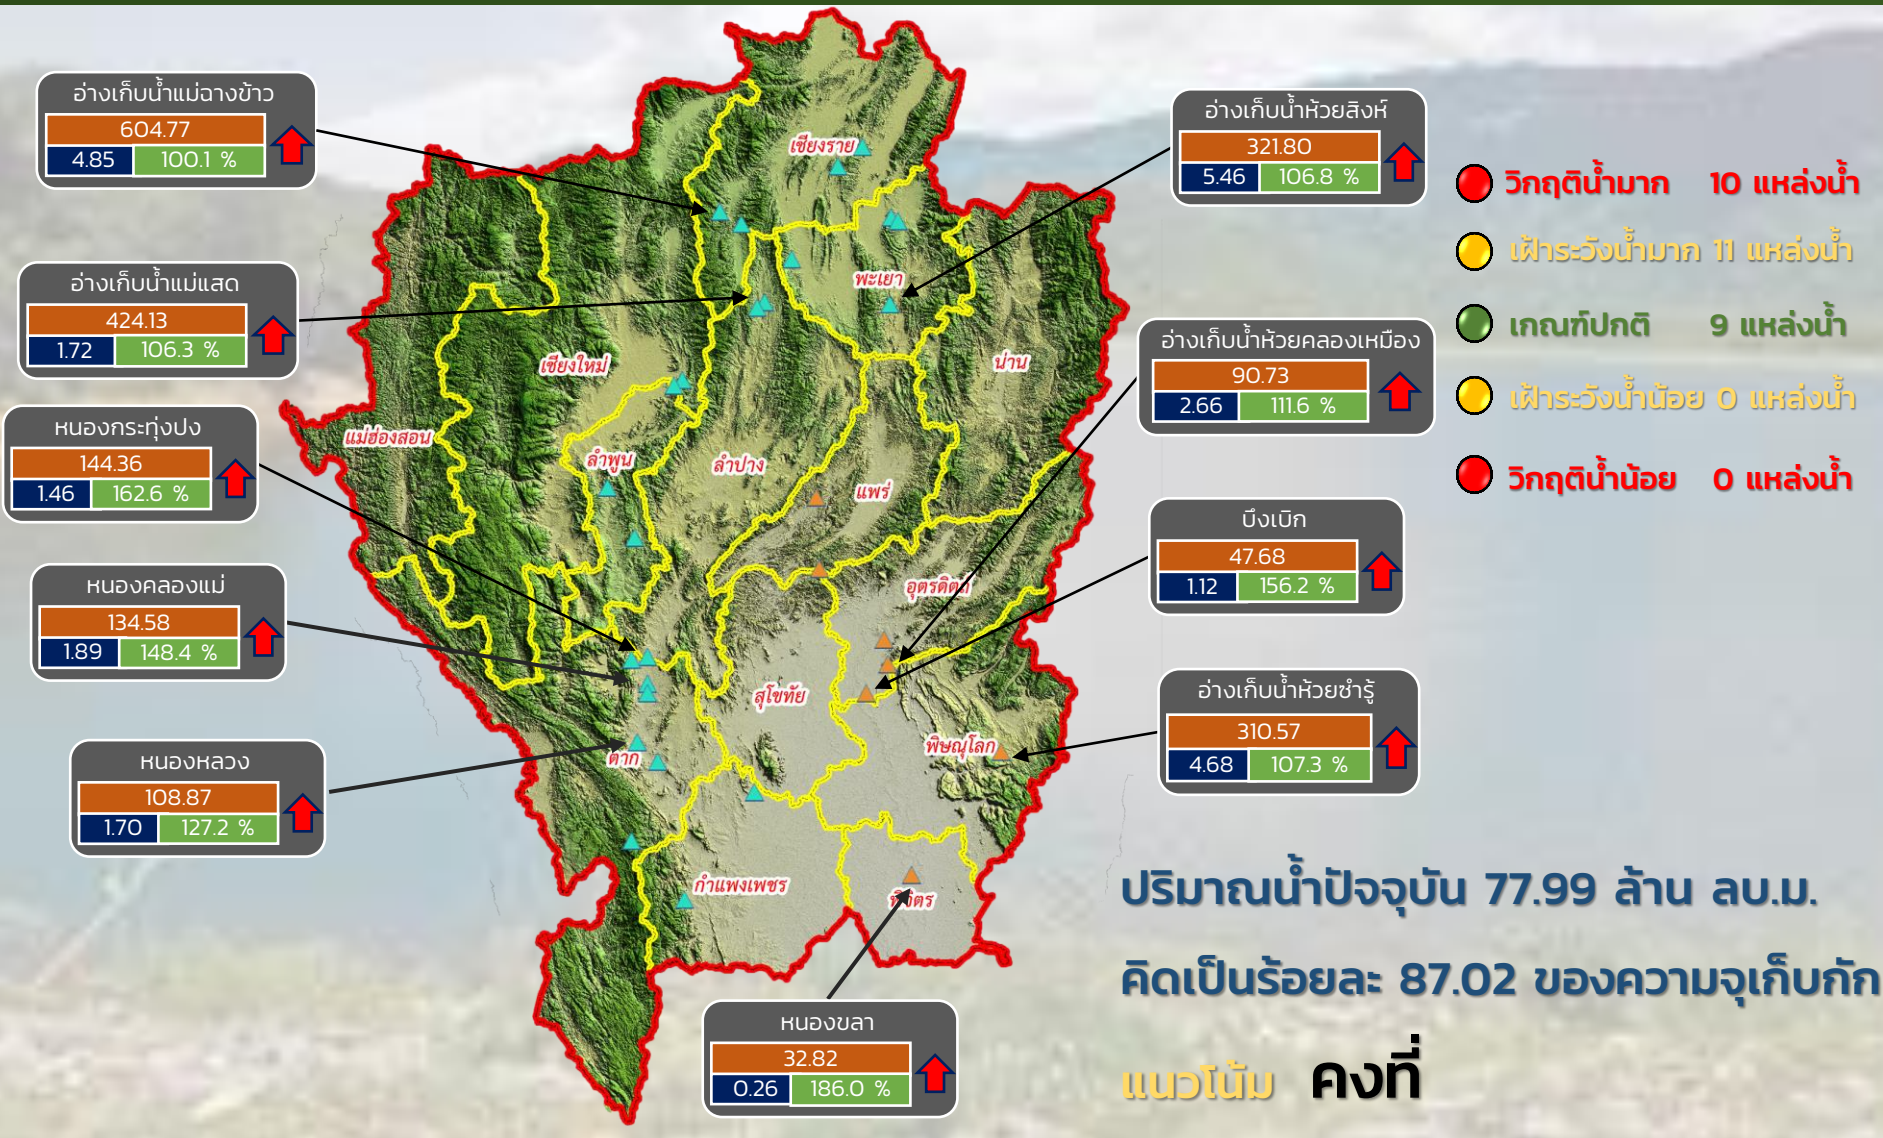 อ่างเก็บน้ำแม่ฉางข้าว
604.77
4.85 100.1 %
อ่างเก็บน้ำแม่แสด
424.13
1.72 106.3 %
หนองกระทุ่งปง
144.36
1.46 162.6 %
หนองคลองแม่
134.58
1.89 148.4 %
หนองหลวง
108.87
1.70 127.2 %
เชียงราย
พะเยา
น่าน
เชียงใหม่
แม่ฮ่องสอน
ลำพูน
ลำปาง
แพร่
อุตรดิตถ์
สุโขทัย
ตาก
พิษณุโลก
กำแพงเพชร
พิจิตร
อ่างเก็บน้ำห้วยสิงห์
321.80
5.46 106.8 %
อ่างเก็บน้ำห้วยคลองเหมือง
90.73
2.66 111.6 %
บึงเบิก
47.68
1.12 156.2 %
อ่างเก็บน้ำห้วยซำรู้
310.57
4.68 107.3 %
หนองขลา
32.82
0.26 186.0 %
วิกฤติน้ำมาก 10 แหล่งน้ำ
เฝ้าระวังน้ำมาก 11 แหล่งน้ำ
เกณฑ์ปกติ 9 แหล่งน้ำ
เฝ้าระวังน้ำน้อย 0 แหล่งน้ำ
วิกฤติน้ำน้อย 0 แหล่งน้ำ
ปริมาณน้ำปัจจุบัน 77.99 ล้าน ลบ.ม.
คิดเป็นร้อยละ 87.02 ของความจุเก็บกัก
แนวโน้ม คงที่